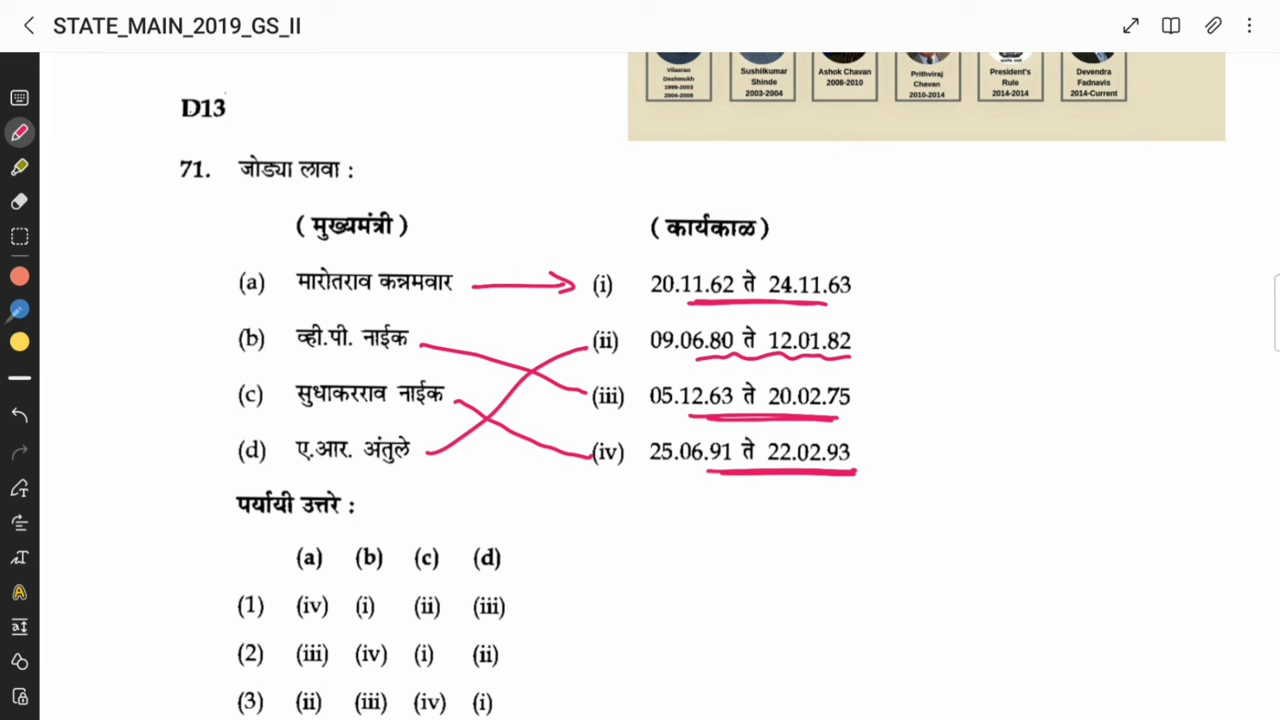 STATE_MAIN_2019_GS_II
Vilasrao Deshmukh 1999-2003 2004-2008
Sushilkumar Shinde 2003-2004
Ashok Chavan 2008-2010
Prithviraj Chavan 2010-2014
President's Rule 2014-2014
Devendra Fadnavis 2014-Current
D13
71. जोड्या लावा :
( मुख्यमंत्री ) ( कार्यकाळ )
(a) मारोतराव कन्नमवार (i) 20.11.62 ते 24.11.63
(b) व्ही.पी. नाईक (ii) 09.06.80 ते 12.01.82
(c) सुधाकरराव नाईक (iii) 05.12.63 ते 20.02.75
(d) ए.आर. अंतुले (iv) 25.06.91 ते 22.02.93
पर्यायी उत्तरे :
(a) (b) (c) (d)
(1) (iv) (i) (ii) (iii)
(2) (iii) (iv) (i) (ii)
(3) (ii) (iii) (iv) (i)